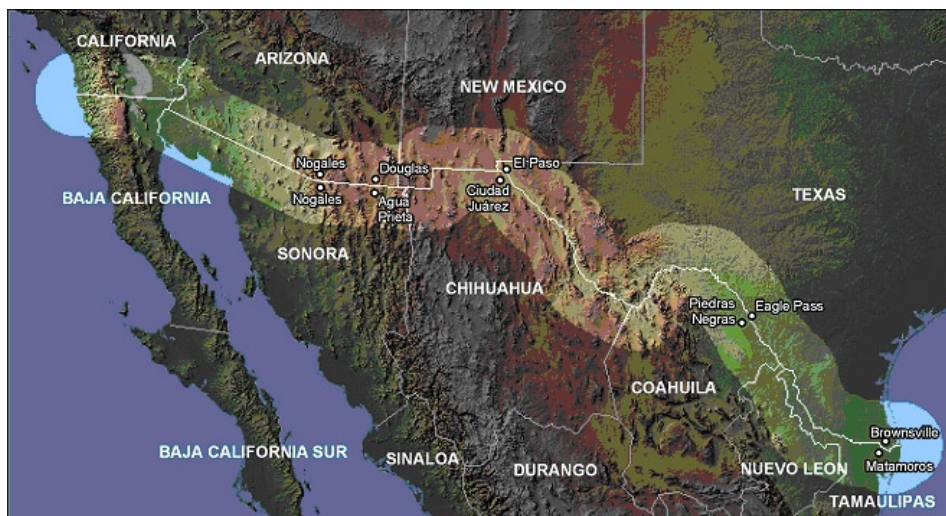 CALIFORNIA
ARIZONA
NEW MEXICO
TEXAS
Nogales
Nogales
Douglas
Agua
Prieta
El Paso
Ciudad
Juárez
BAJA CALIFORNIA
SONORA
CHIHUAHUA
Piedras
Negras
Eagle Pass
COAHUILA
BAJA CALIFORNIA SUR
SINALOA
DURANGO
NUEVO LEON
Brownsville
Matamoros
TAMAULIPAS